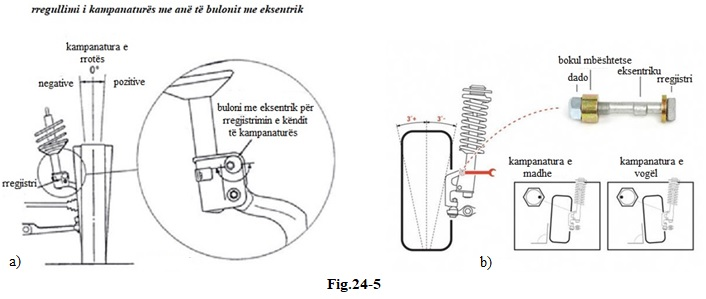 rregullimi i kampanaturës me anë të bulonit me eksentrik
kampanatura e
rrotës
0°
negative
pozitive
rregjistri
buloni me eksentrik për
rregjistrimin e këndit
të kampanaturës
a)
bokul mbështetse
dado
eksentriku
rregjistri
3°+
3°-
kampanatura e
madhe
kampanatura e
vogël
b)
Fig.24-5